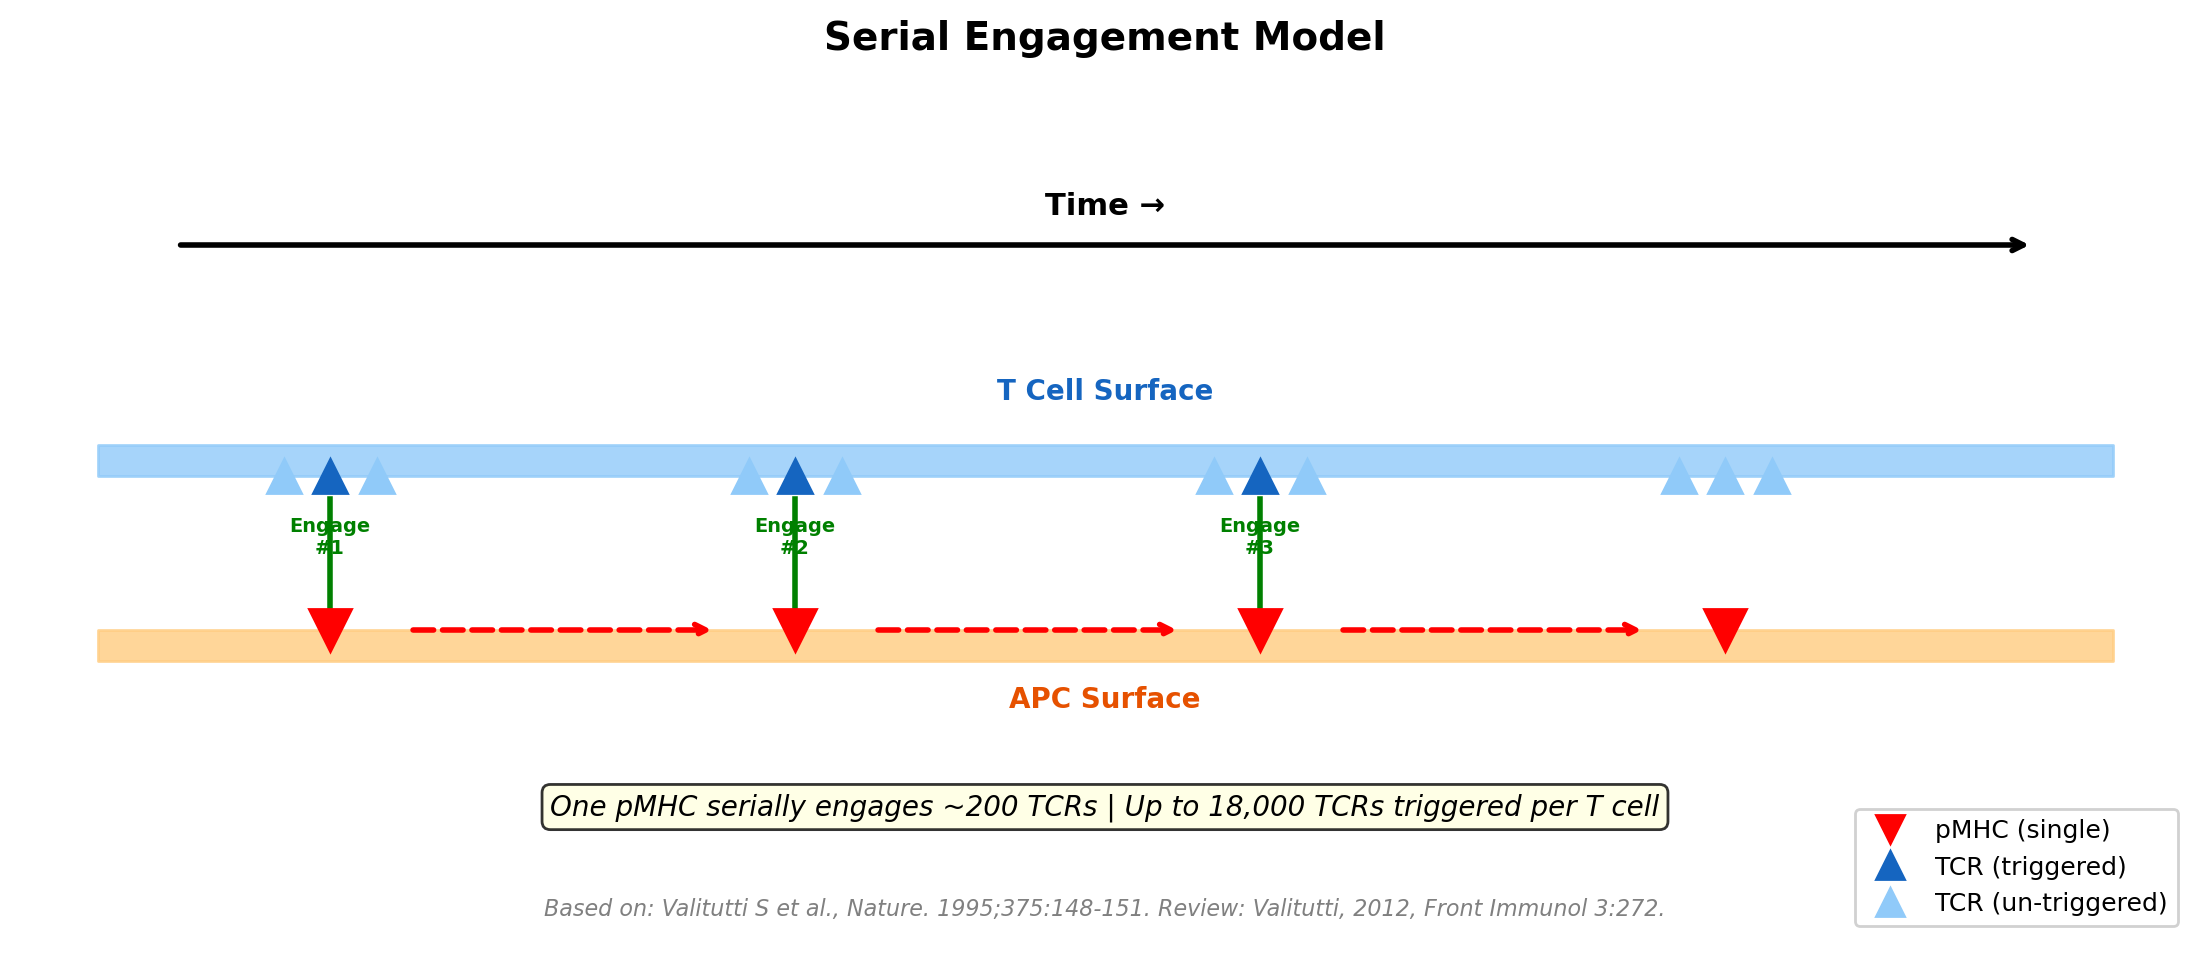 Serial Engagement Model
Time →
T Cell Surface
Engage
#1
Engage
#2
Engage
#3
APC Surface
One pMHC serially engages ~200 TCRs | Up to 18,000 TCRs triggered per T cell
pMHC (single)
TCR (triggered)
TCR (un-triggered)
Based on: Valitutti S et al., Nature. 1995;375:148-151. Review: Valitutti, 2012, Front Immunol 3:272.